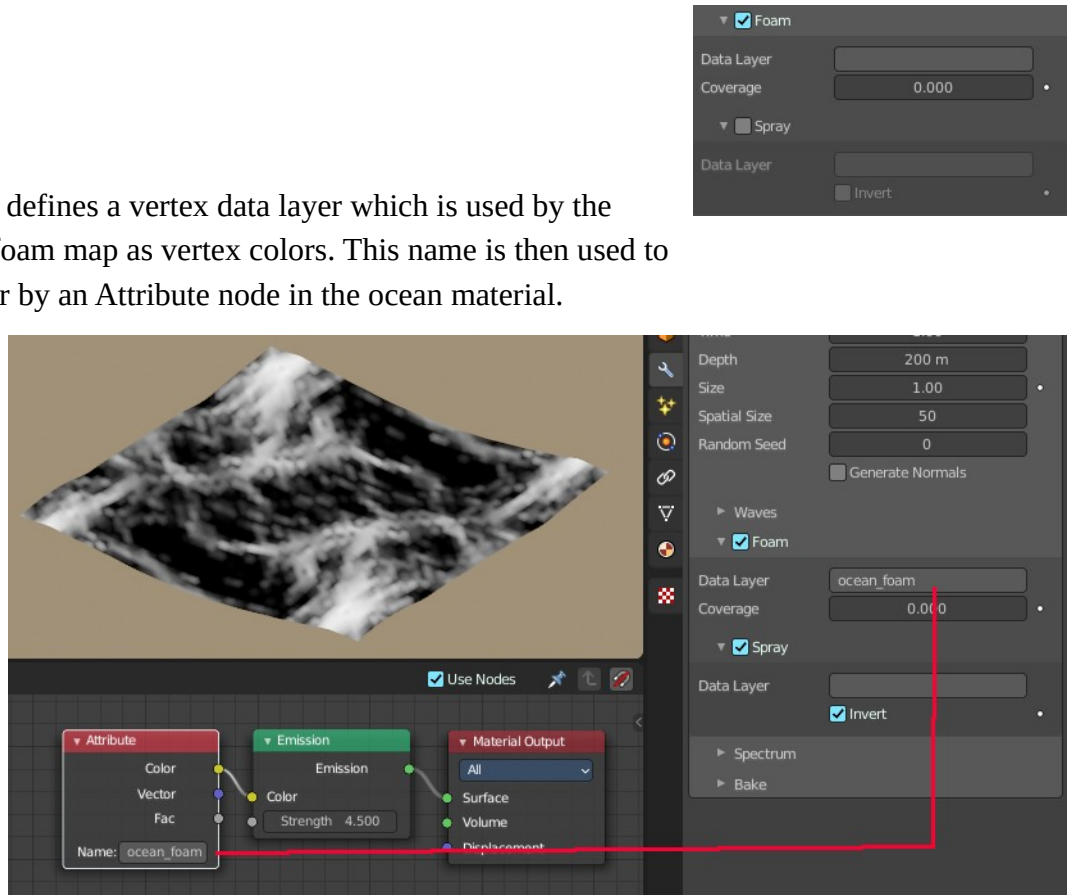 Foam
Data Layer
Coverage 0.000
Spray
Data Layer
Invert
defines a vertex data layer which is used by the
foam map as vertex colors. This name is then used to
r by an Attribute node in the ocean material.
Depth 200 m
Size 1.00
Spatial Size 50
Random Seed 0
Generate Normals
Waves
Foam
Data Layer ocean_foam
Coverage 0.000
Spray
Data Layer
Invert
Spectrum
Bake
Use Nodes
Attribute
Color
Vector
Fac
Name: ocean_foam
Emission
Emission
Color
Strength 4.500
Material Output
All
Surface
Volume
Displacement